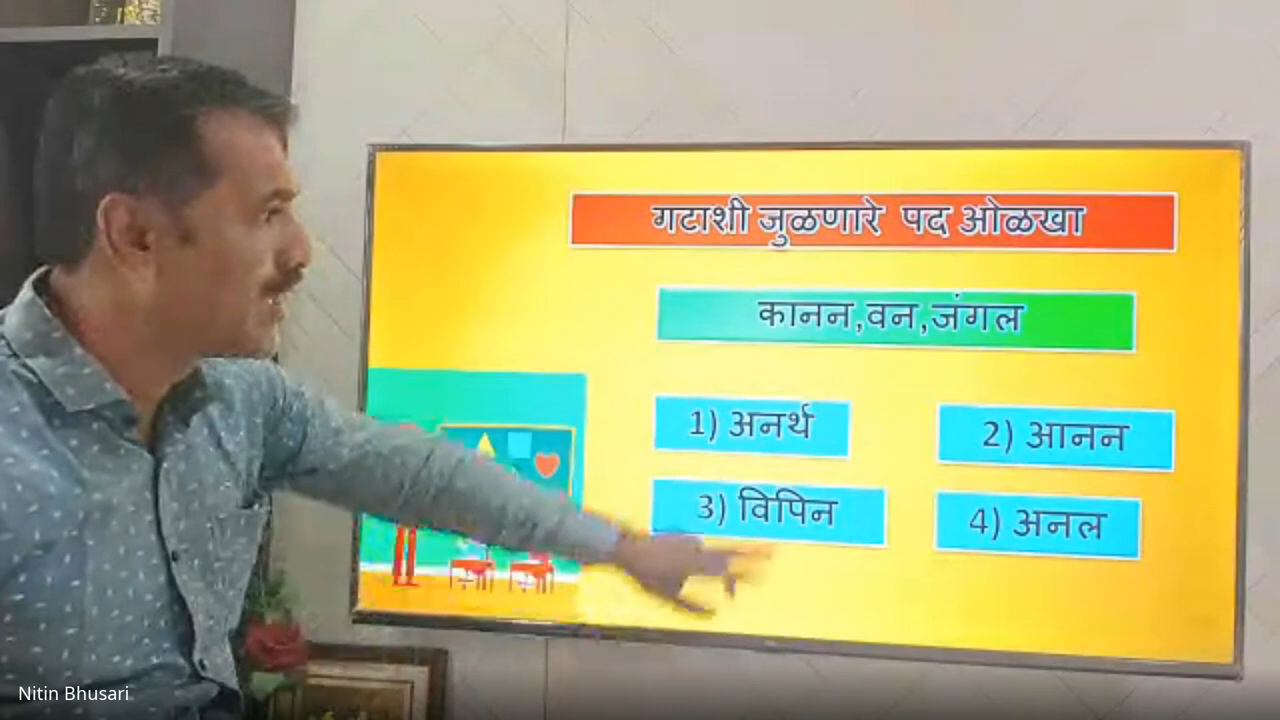 गटाशी जुळणारे पद ओळखा
कानन,वन,जंगल
1) अनर्थ
2) आनन
3) विपिन
4) अनल
Nitin Bhusari